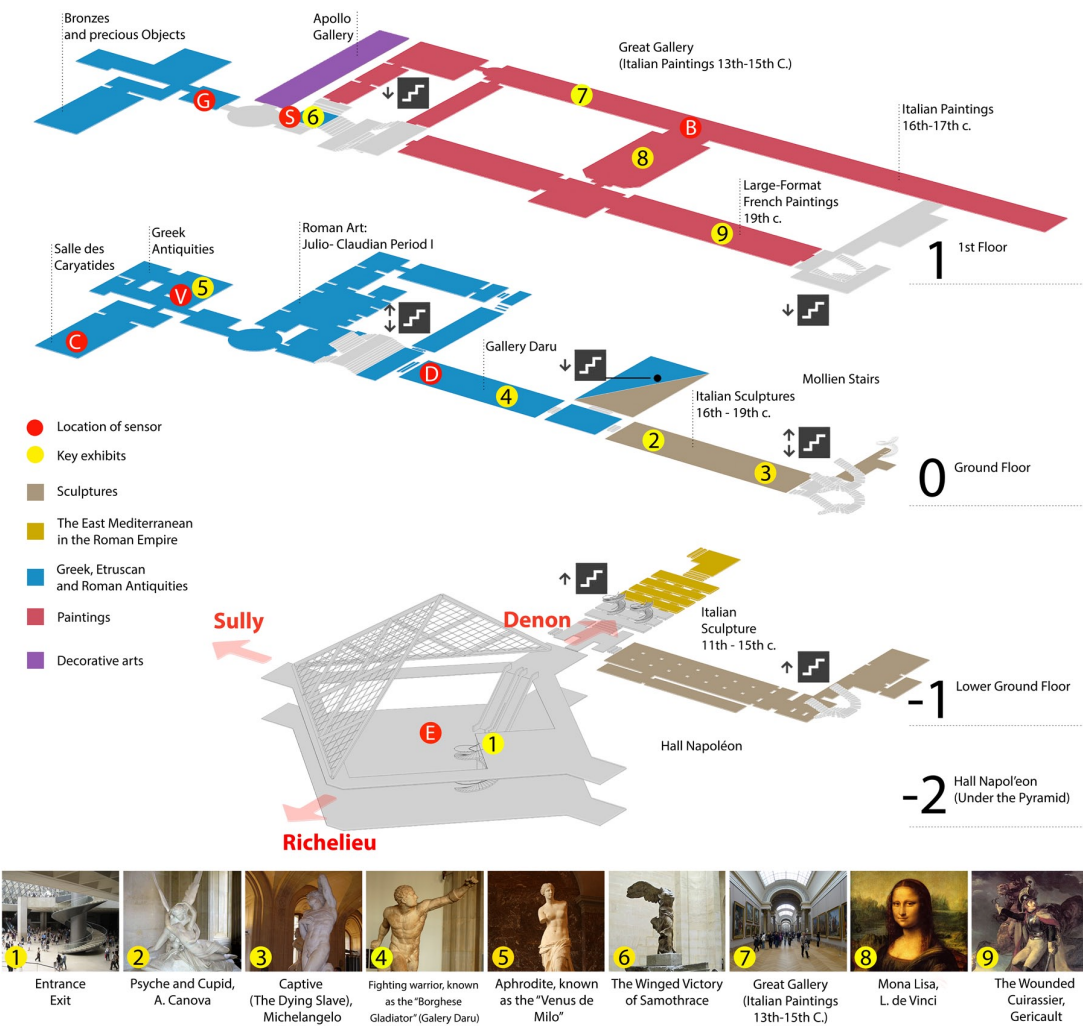 Bronzes
and precious Objects
Apollo
Gallery
Great Gallery
(Italian Paintings 13th-15th C.)
Italian Paintings
16th-17th c.
G
S
6
7
B
8
Large-Format
French Paintings
19th c.
9
1
1st Floor
Salle des
Caryatides
Greek
Antiquities
Roman Art:
Julio- Claudian Period I
5
V
C
D
4
Gallery Daru
Mollien Stairs
Italian Sculptures
16th - 19th c.
2
3
0
Ground Floor
Location of sensor
Key exhibits
Sculptures
The East Mediterranean
in the Roman Empire
Greek, Etruscan
and Roman Antiquities
Paintings
Decorative arts
Sully
Denon
Italian
Sculpture
11th - 15th c.
-1
Lower Ground Floor
E
1
Hall Napoléon
-2
Hall Napol'eon
(Under the Pyramid)
Richelieu
1
Entrance
Exit
2
Psyche and Cupid,
A. Canova
3
Captive
(The Dying Slave),
Michelangelo
4
Fighting warrior, known
as the "Borghese
Gladiator" (Galery Daru)
5
Aphrodite, known
as the "Venus de
Milo"
6
The Winged Victory
of Samothrace
7
Great Gallery
(Italian Paintings
13th-15th C.)
8
Mona Lisa,
L. de Vinci
9
The Wounded
Cuirassier,
Gericault